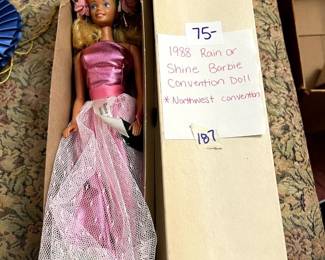 75-
1988 Rain or
Shine Barbie
Convention Doll
* Northwest convention
187